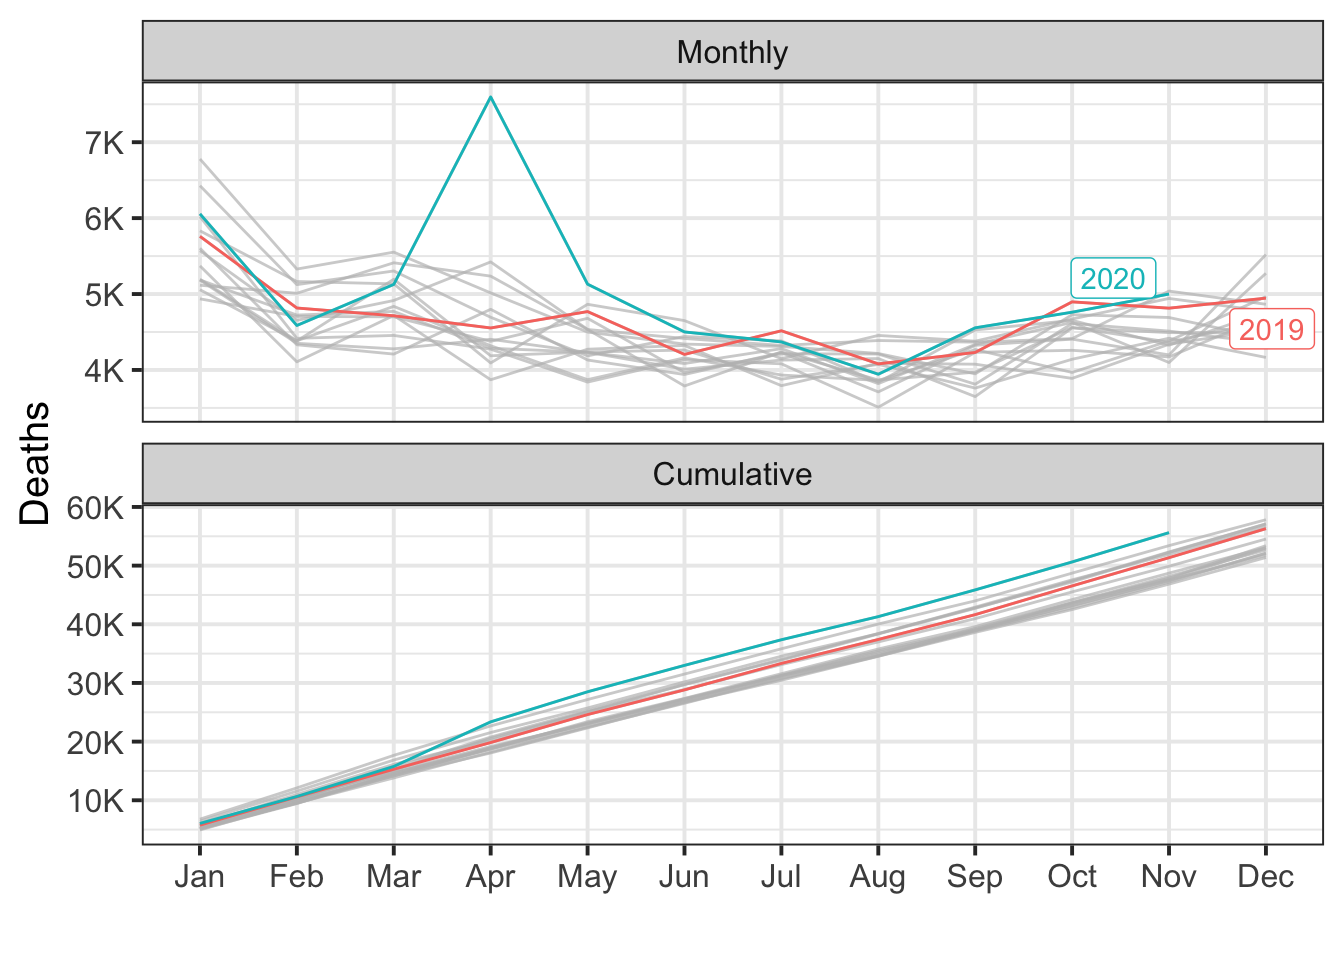 Monthly
7K
6K
5K
4K
2020
2019
Deaths
Cumulative
60K
50K
40K
30K
20K
10K
Jan Feb Mar Apr May Jun Jul Aug Sep Oct Nov Dec